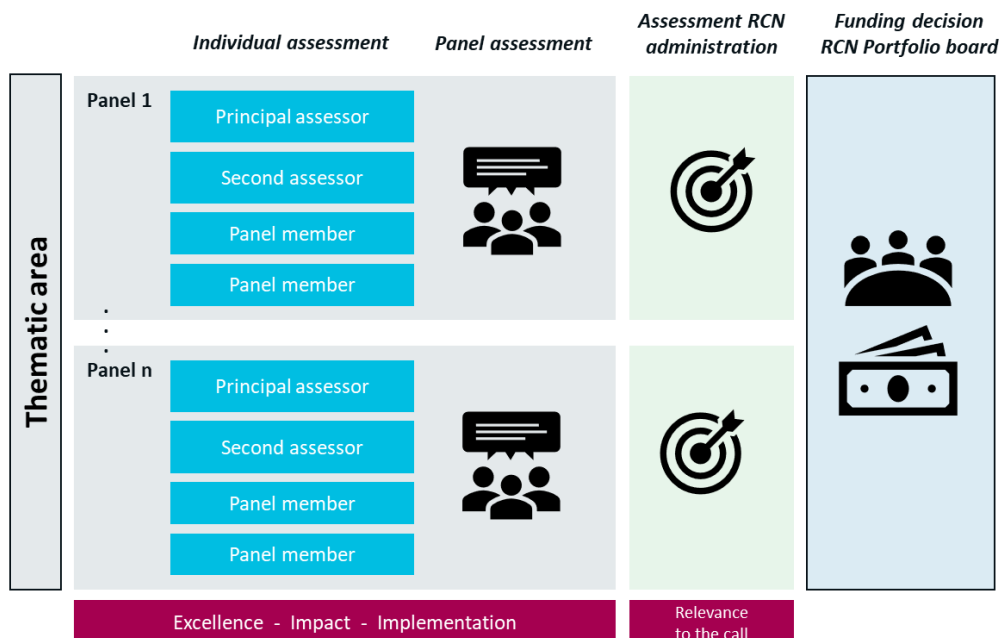 Individual assessment
Panel assessment
Assessment RCN
administration
Funding decision
RCN Portfolio board
Thematic area
Panel 1
Principal assessor
Second assessor
Panel member
Panel member
.
.
.
Panel n
Principal assessor
Second assessor
Panel member
Panel member
Excellence - Impact - Implementation
Relevance
to the call